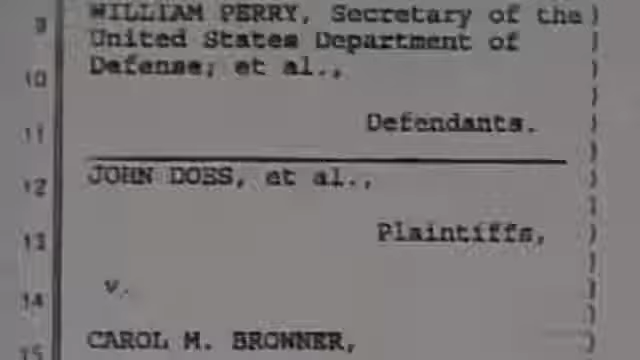 9 WILLIAM PERRY, Secretary of the )
United States Department of )
10 Defense; et al., )
)
11 Defendants. )
)
12 JOHN DOES, et al., )
)
13 Plaintiffs, )
)
14 v. )
)
15 CAROL M. BROWNER, )